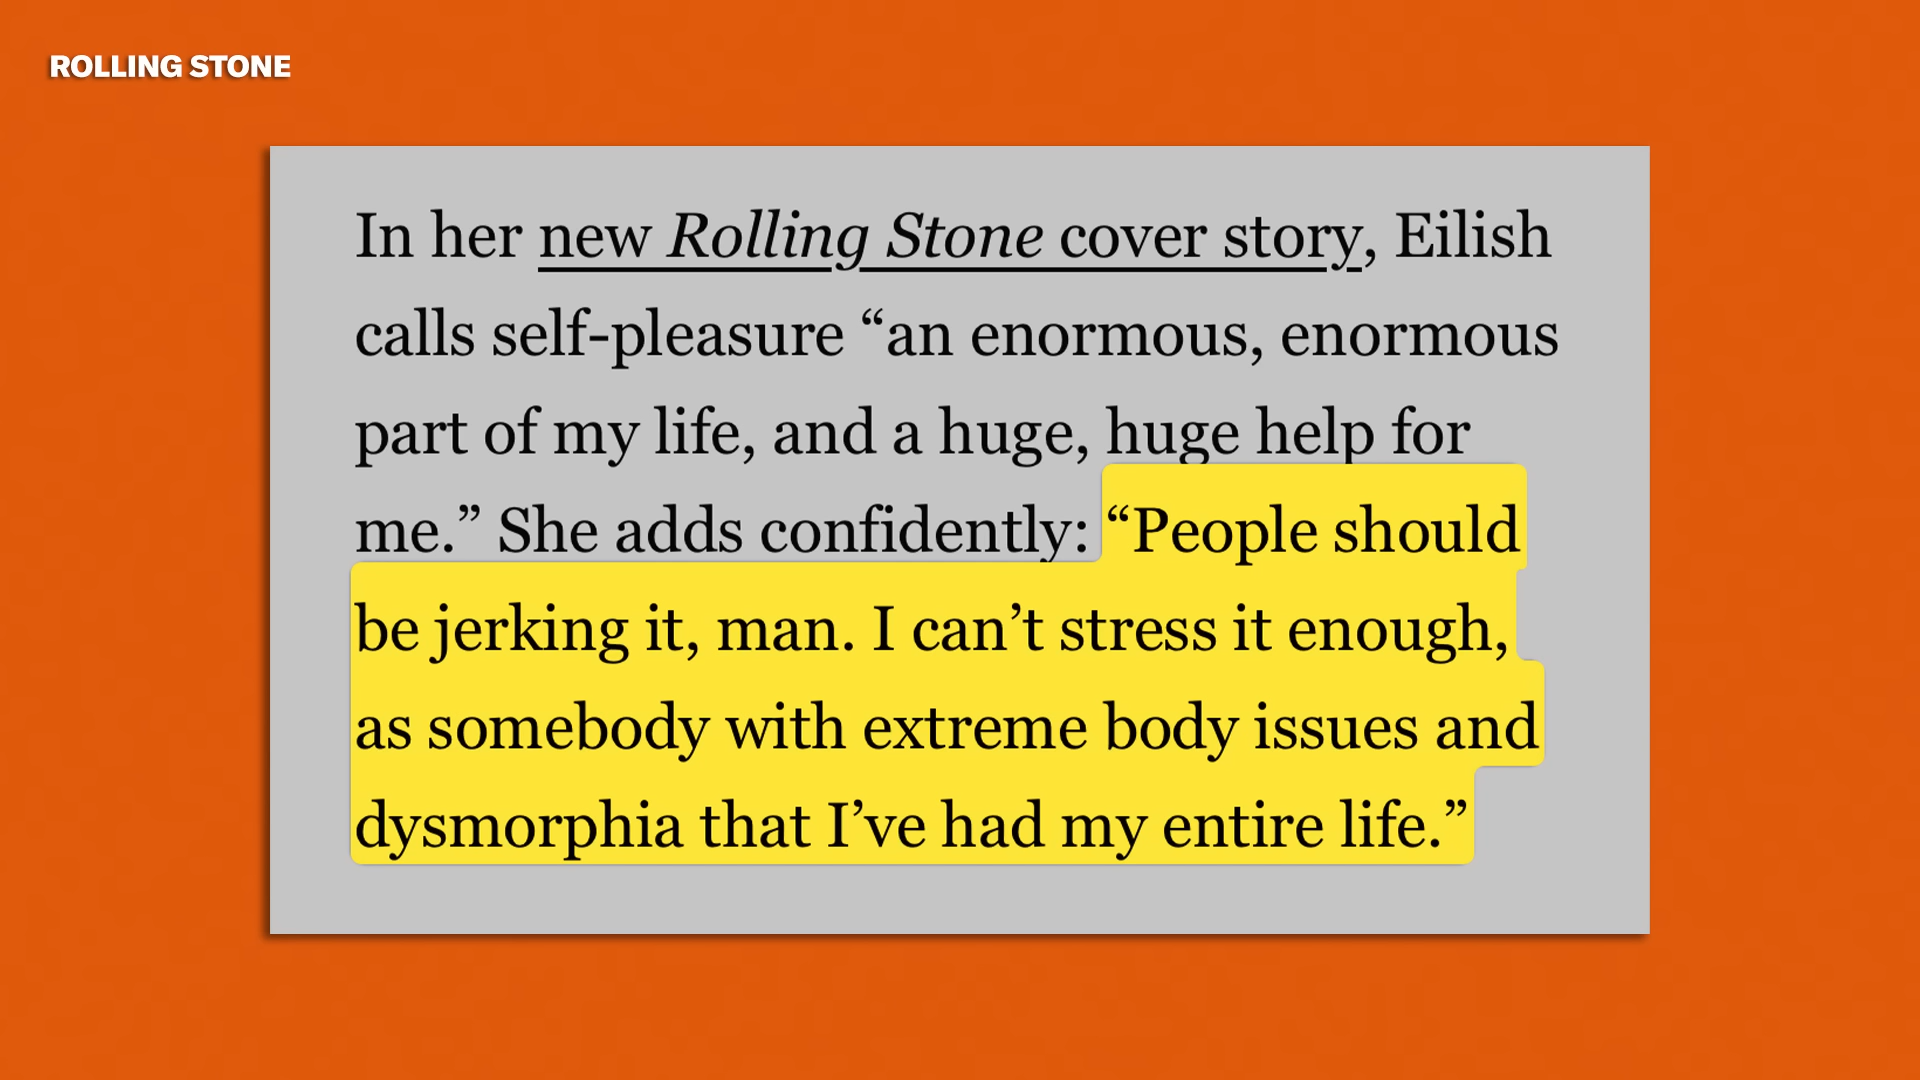 ROLLING STONE
In her new Rolling Stone cover story, Eilish
calls self-pleasure “an enormous, enormous
part of my life, and a huge, huge help for
me.” She adds confidently: “People should
be jerking it, man. I can’t stress it enough,
as somebody with extreme body issues and
dysmorphia that I’ve had my entire life.”